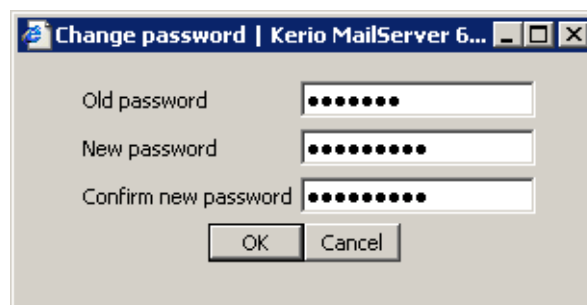 Change password | Kerio MailServer 6...
Old password •••••••
New password •••••••••
Confirm new password •••••••••
OK Cancel